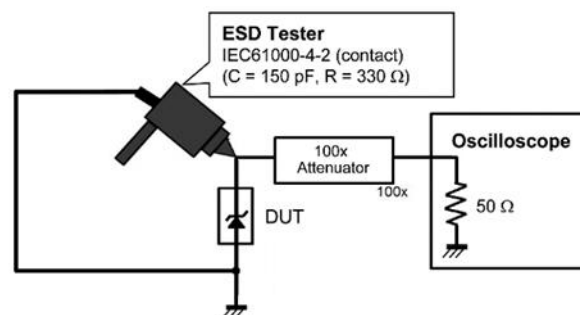 ESD Tester
IEC61000-4-2 (contact)
(C = 150 pF, R = 330 Ω)
Oscilloscope
100x
Attenuator
100x
50 Ω
DUT